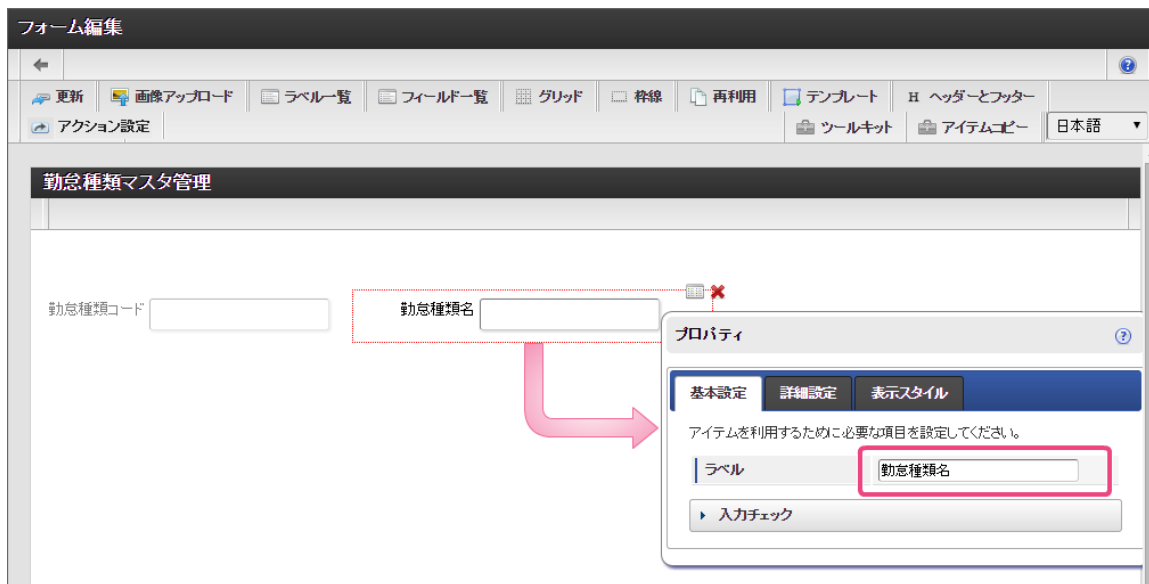 フォーム編集
更新 画像アップロード ラベル一覧 フィールド一覧 グリッド 枠線 再利用 テンプレート H ヘッダーとフッター
アクション設定 ツールキット アイテムコピー 日本語
勤怠種類マスタ管理
勤怠種類コード 勤怠種類名
プロパティ
基本設定 詳細設定 表示スタイル
アイテムを利用するために必要な項目を設定してください。
ラベル 勤怠種類名
入力チェック